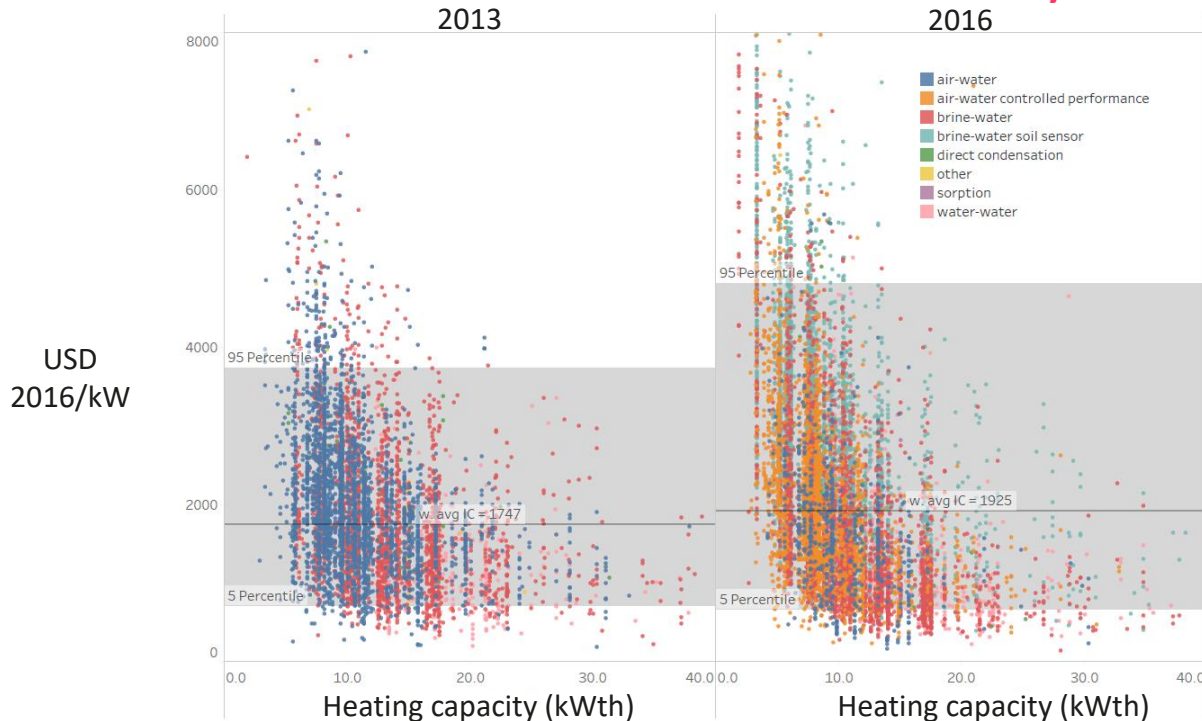 2013
2016
8000
6000
4000
2000
0
USD
2016/kW
95 Percentile
w. avg IC = 1747
5 Percentile
0.0 10.0 20.0 30.0 40.0
Heating capacity (kWth)
air-water
air-water controlled performance
brine-water
brine-water soil sensor
direct condensation
other
sorption
water-water
95 Percentile
w. avg IC = 1925
5 Percentile
0.0 10.0 20.0 30.0 40.0
Heating capacity (kWth)